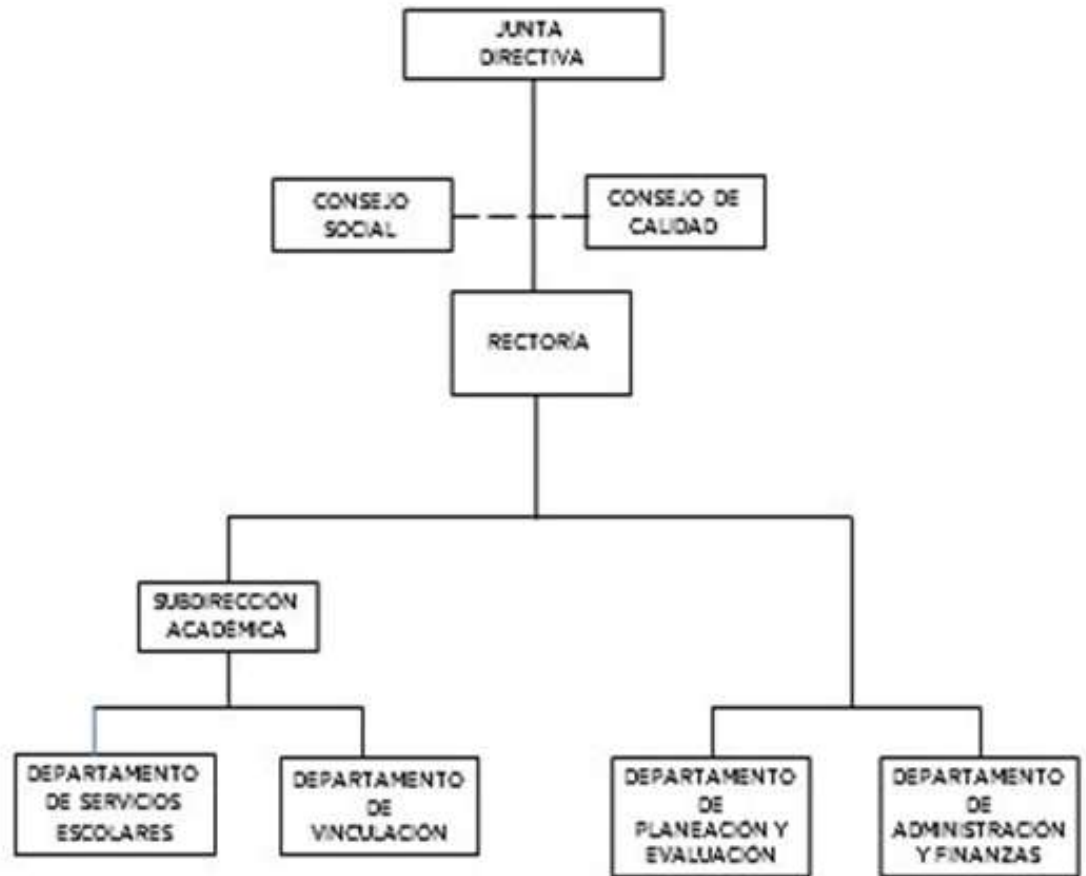 JUNTA
DIRECTIVA
CONSEJO
SOCIAL
CONSEJO DE
CALIDAD
RECTORÍA
SUBDIRECCIÓN
ACADÉMICA
DEPARTAMENTO
DE SERVICIOS
ESCOLARES
DEPARTAMENTO
DE
VINCULACIÓN
DEPARTAMENTO
DE
PLANEACIÓN Y
EVALUACIÓN
DEPARTAMENTO
DE
ADMINISTRACIÓN
Y FINANZAS